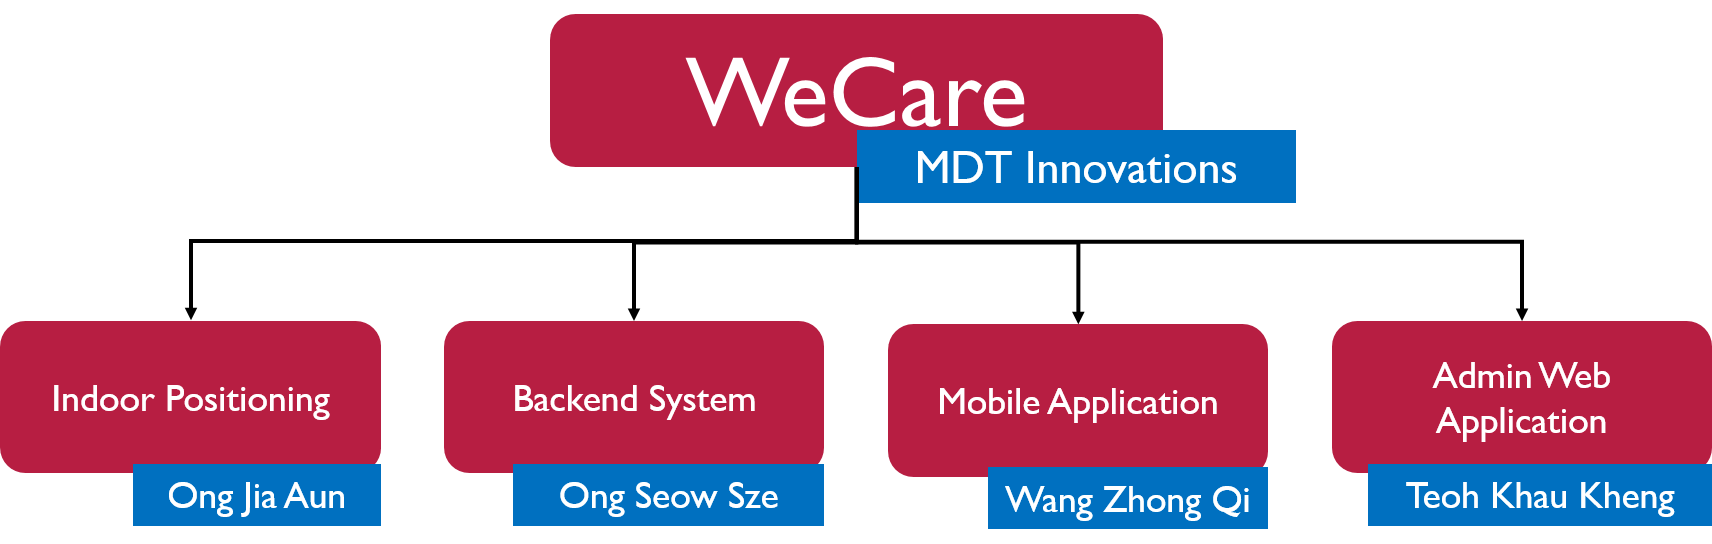 WeCare
MDT Innovations
Indoor Positioning
Ong Jia Aun
Backend System
Ong Seow Sze
Mobile Application
Wang Zhong Qi
Admin Web
Application
Teoh Khau Kheng